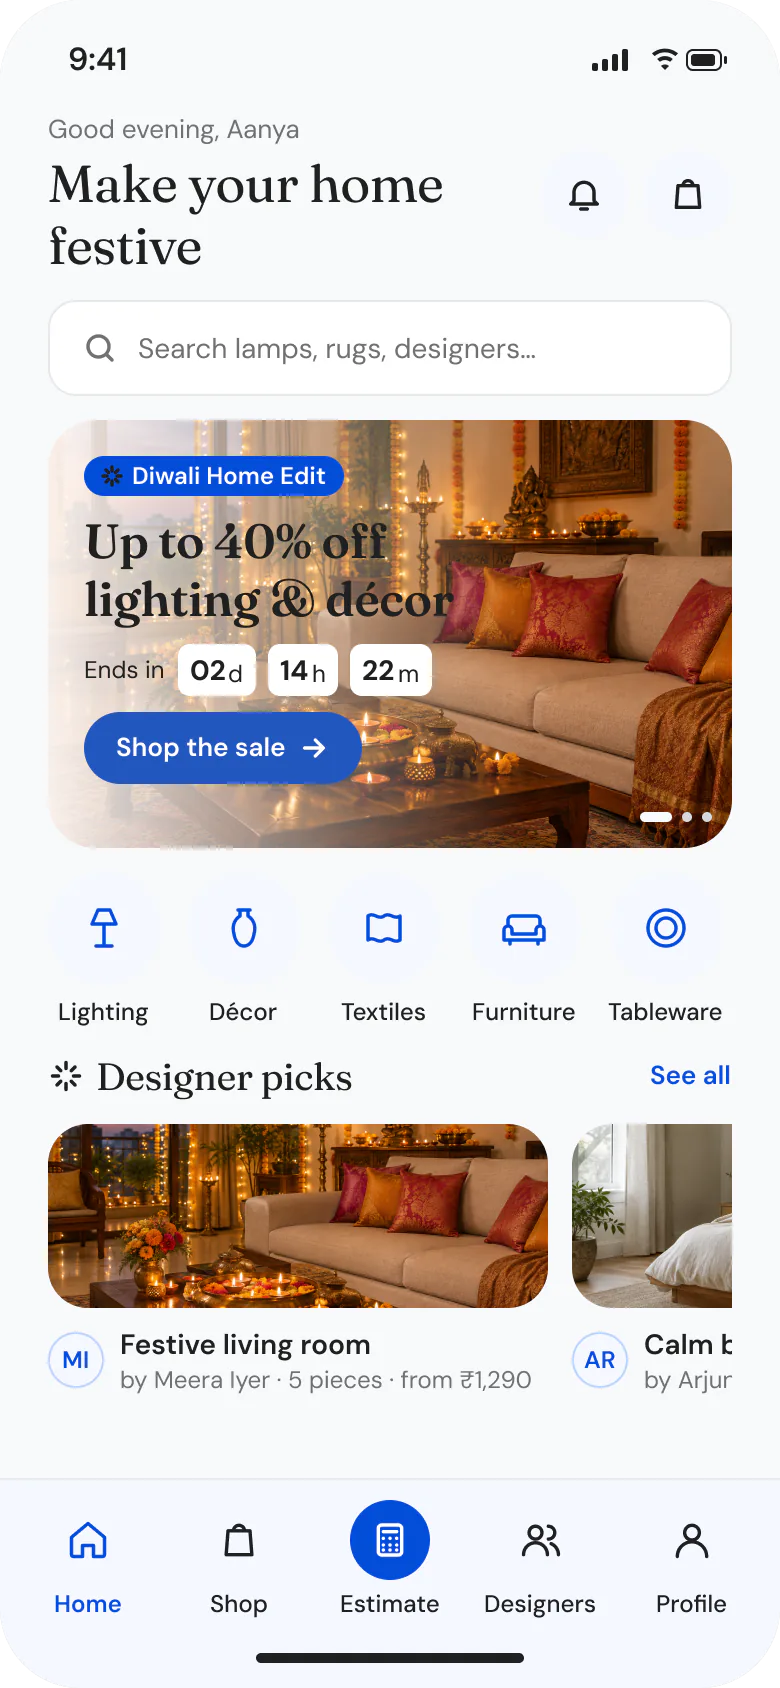 9:41
Good evening, Aanya
Make your home
festive
Search lamps, rugs, designers...
Diwali Home Edit
Up to 40% off
lighting & décor
Ends in 02d 14h 22m
Shop the sale
Lighting Décor Textiles Furniture Tableware
Designer picks See all
MI Festive living room
by Meera Iyer · 5 pieces · from ₹1,290
AR Calm b
by Arjun
Home Shop Estimate Designers Profile